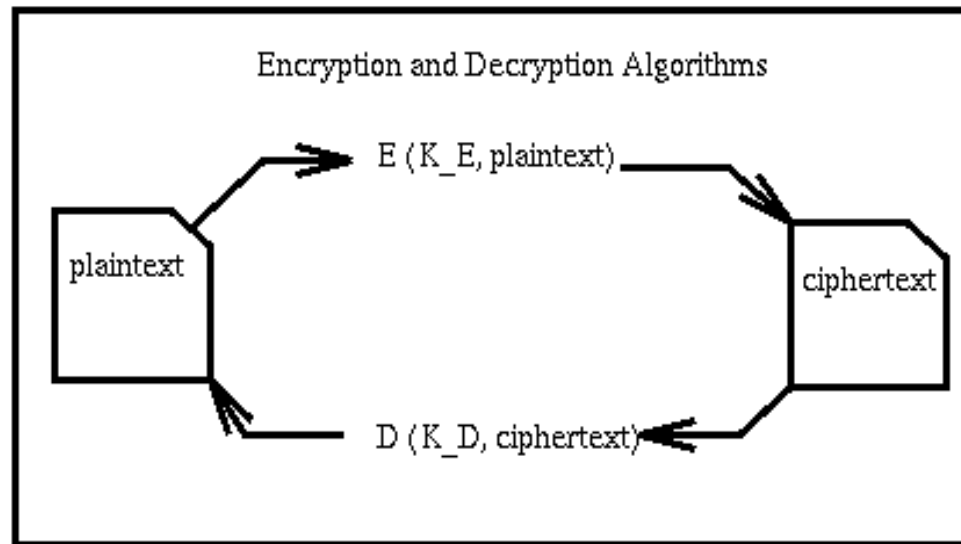 Encryption and Decryption Algorithms
E ( K_E, plaintext)
plaintext
ciphertext
D ( K_D, ciphertext)